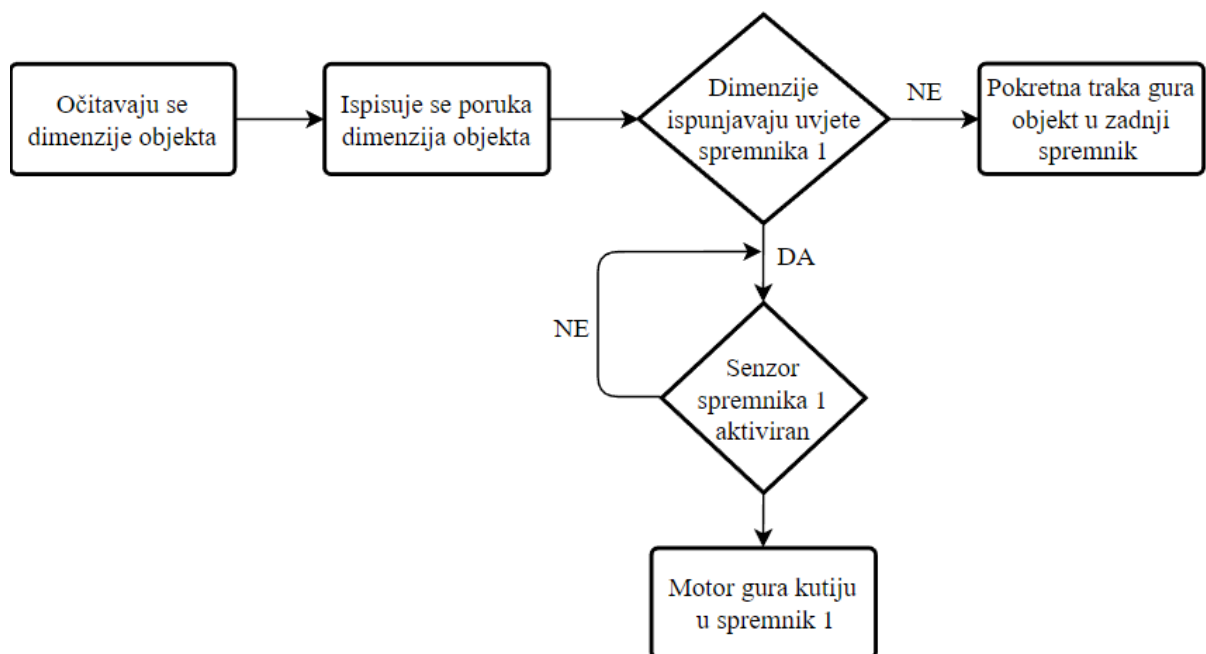 Očitavaju se
dimenzije objekta
Ispisuje se poruka
dimenzija objekta
Dimenzije
ispunjavaju uvjete
spremnika 1
NE
Pokretna traka gura
objekt u zadnji
spremnik
DA
NE
Senzor
spremnika 1
aktiviran
Motor gura kutiju
u spremnik 1